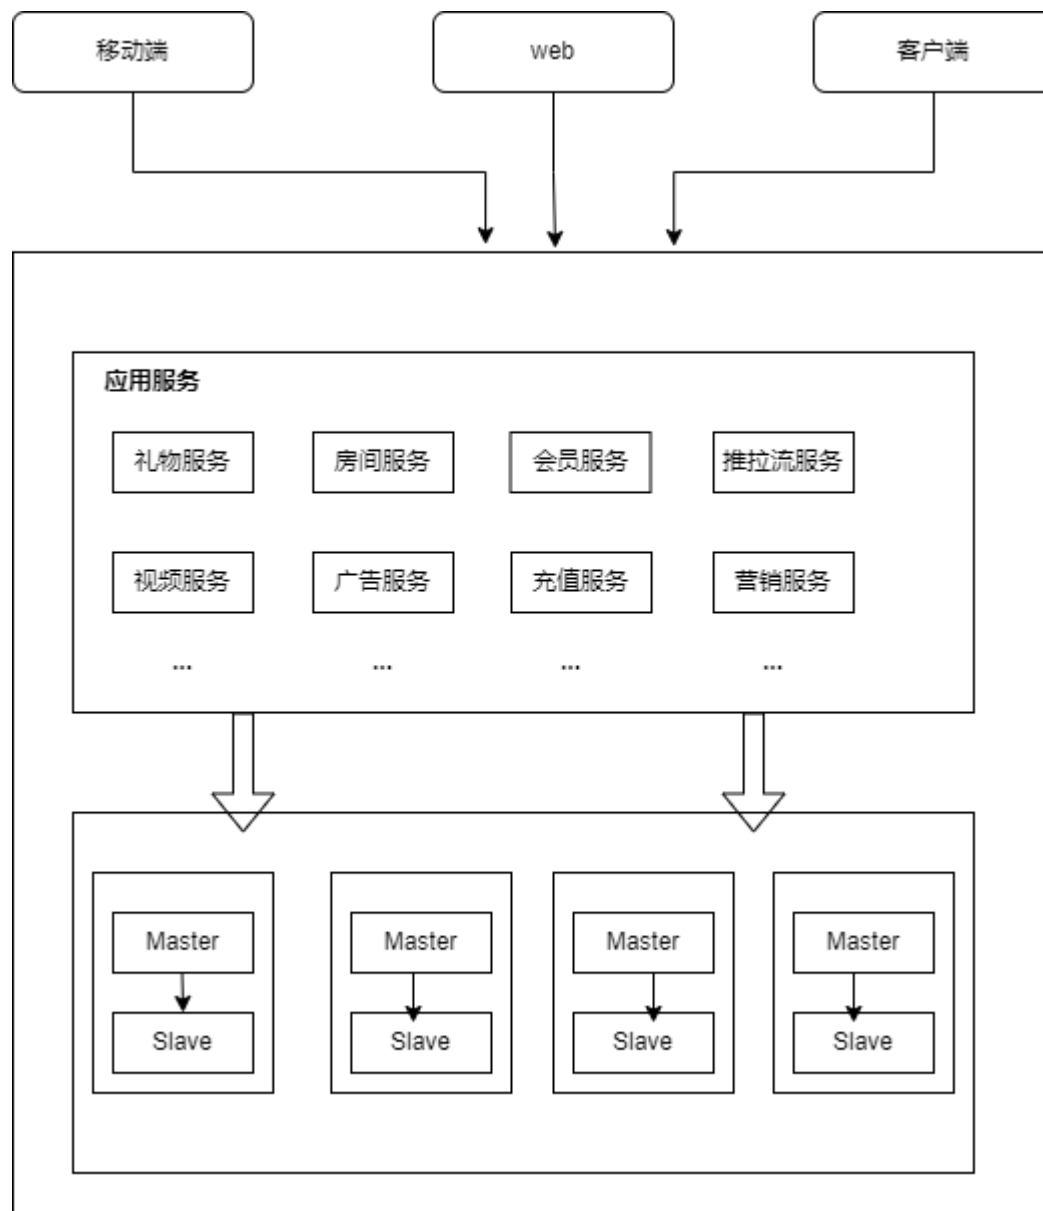 移动端
web
客户端
应用服务
礼物服务
房间服务
会员服务
推拉流服务
视频服务
广告服务
充值服务
营销服务
...
...
...
...
Master
Master
Master
Master
Slave
Slave
Slave
Slave